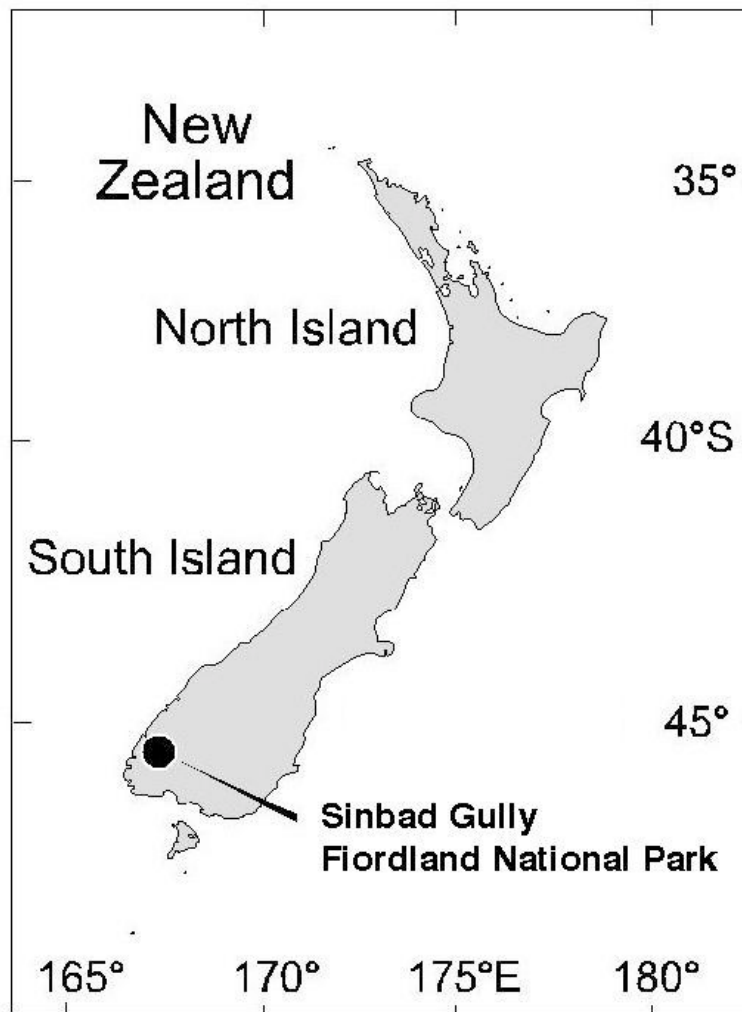 New
Zealand
35°
North Island
40°S
South Island
45°
Sinbad Gully
Fiordland National Park
165°
170°
175°E
180°